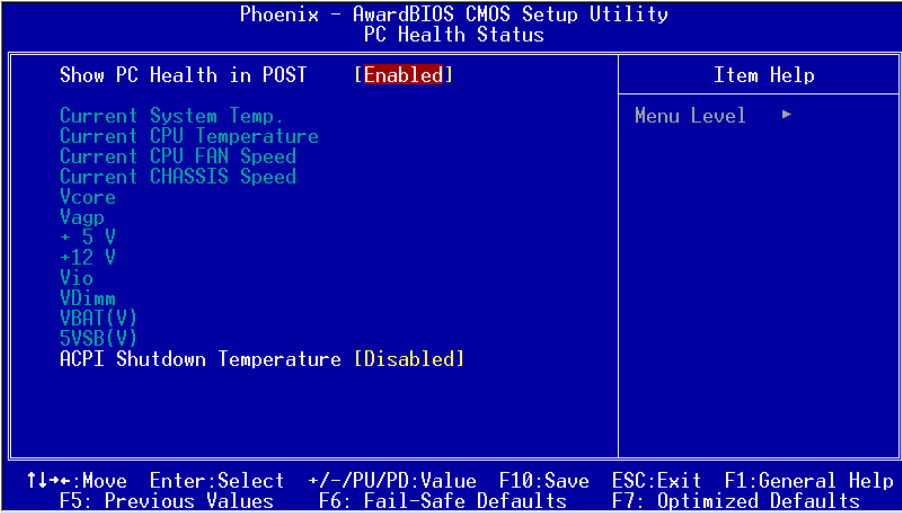 Phoenix - AwardBIOS CMOS Setup Utility
PC Health Status
Show PC Health in POST [Enabled]
Current System Temp.
Current CPU Temperature
Current CPU FAN Speed
Current CHASSIS Speed
Vcore
Vagp
+ 5 V
+12 V
Vio
VDimm
VBAT(V)
5VSB(V)
ACPI Shutdown Temperature [Disabled]
Item Help
Menu Level ►
↑↓→←:Move Enter:Select +/-/PU/PD:Value F10:Save ESC:Exit F1:General Help
F5: Previous Values F6: Fail-Safe Defaults F7: Optimized Defaults